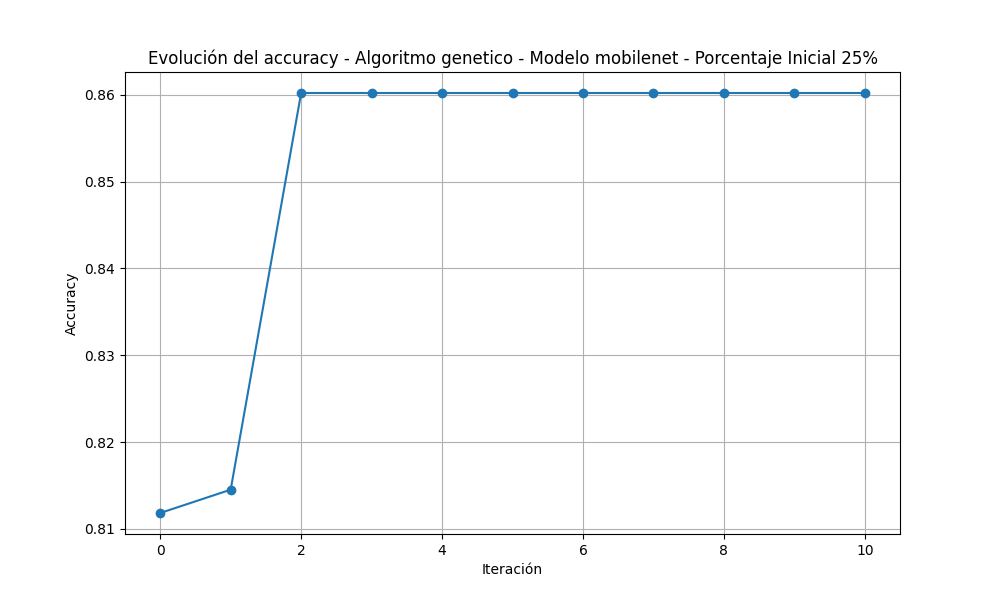 Evolución del accuracy - Algoritmo genetico - Modelo mobilenet - Porcentaje Inicial 25%
0.86
0.85
0.84
0.83
0.82
0.81
Accuracy
0 2 4 6 8 10
Iteración